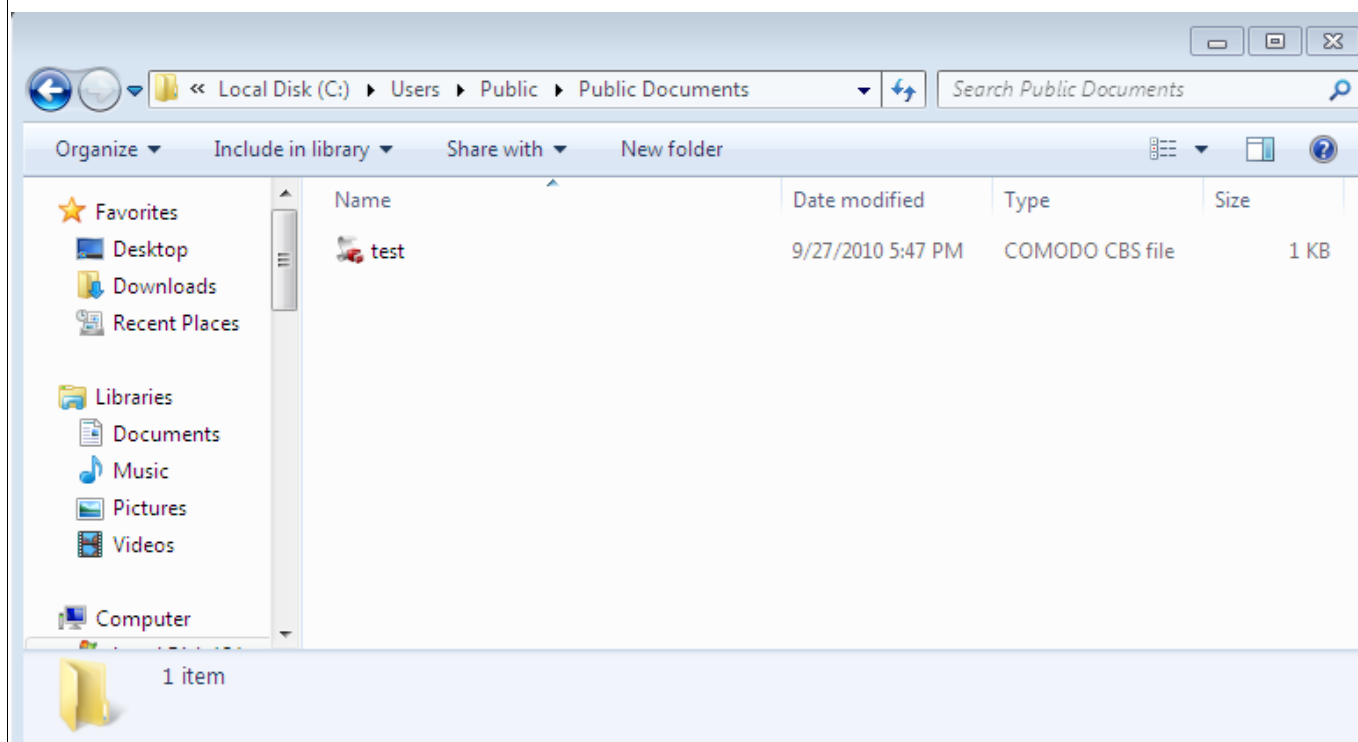 « Local Disk (C:) ▸ Users ▸ Public ▸ Public Documents
Search Public Documents
Organize ▾ Include in library ▾ Share with ▾ New folder
Name Date modified Type Size
test 9/27/2010 5:47 PM COMODO CBS file 1 KB
Favorites
Desktop
Downloads
Recent Places
Libraries
Documents
Music
Pictures
Videos
Computer
1 item